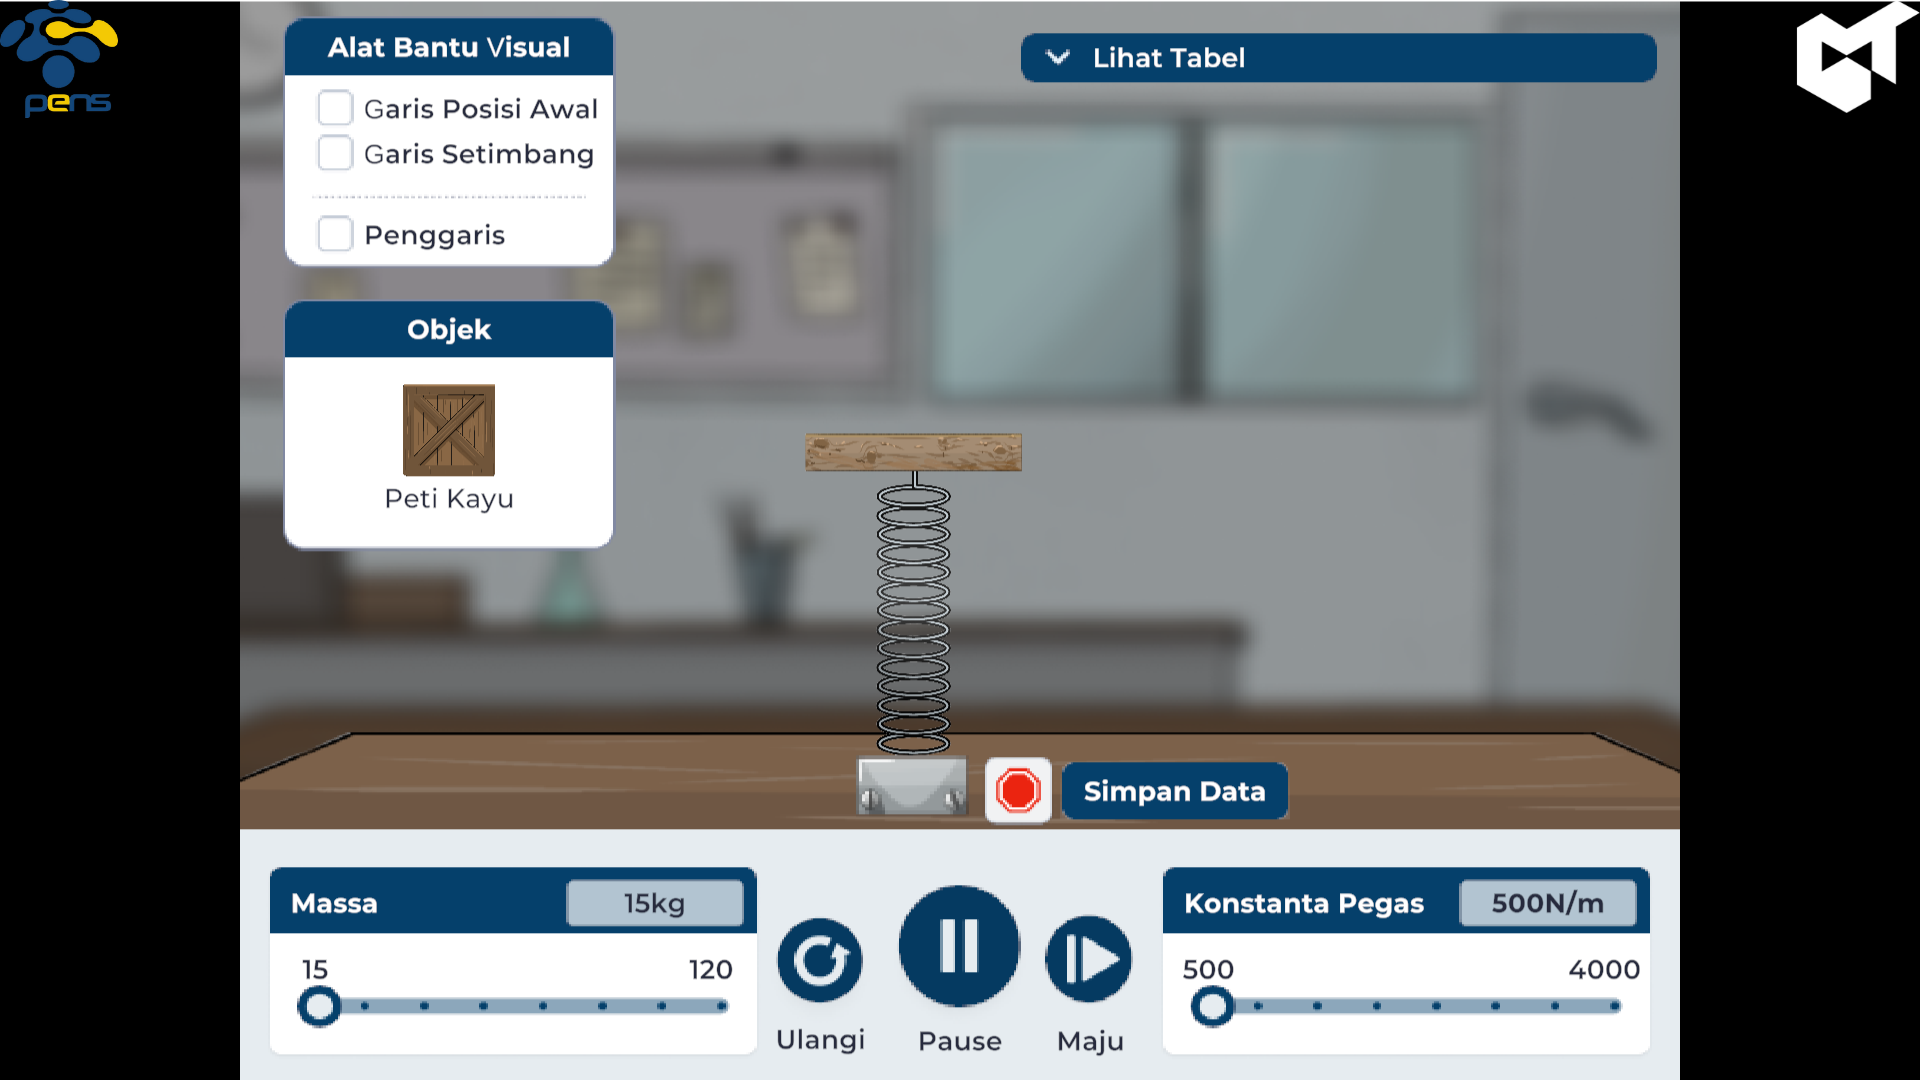 pens
Alat Bantu Visual
Garis Posisi Awal
Garis Setimbang
Penggaris
Lihat Tabel
Objek
Peti Kayu
Simpan Data
Massa
15kg
15
120
Ulangi
Pause
Maju
Konstanta Pegas
500N/m
500
4000